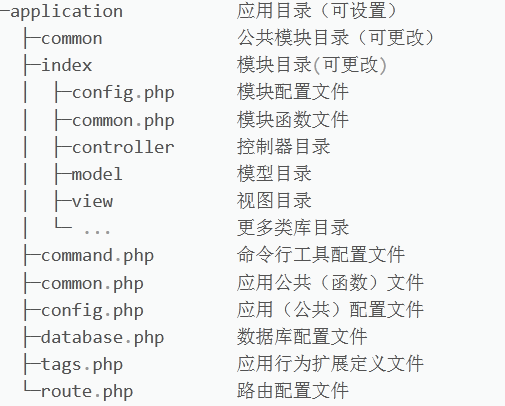 ─application                应用目录（可设置）
  ├─common                  公共模块目录（可更改）
  ├─index                   模块目录(可更改)
  │  ├─config.php           模块配置文件
  │  ├─common.php           模块函数文件
  │  ├─controller           控制器目录
  │  ├─model                模型目录
  │  ├─view                 视图目录
  │  └─ ...                 更多类库目录
  ├─command.php             命令行工具配置文件
  ├─common.php              应用公共（函数）文件
  ├─config.php              应用（公共）配置文件
  ├─database.php            数据库配置文件
  ├─tags.php                应用行为扩展定义文件
  └─route.php               路由配置文件